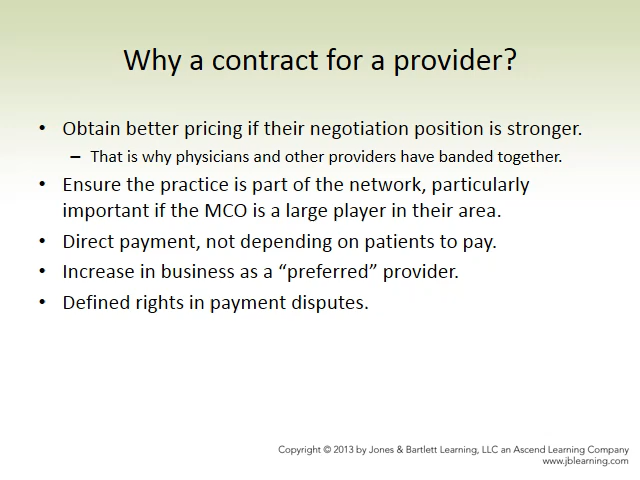 Why a contract for a provider?
• Obtain better pricing if their negotiation position is stronger.
– That is why physicians and other providers have banded together.
• Ensure the practice is part of the network, particularly
important if the MCO is a large player in their area.
• Direct payment, not depending on patients to pay.
• Increase in business as a “preferred” provider.
• Defined rights in payment disputes.
Copyright © 2013 by Jones & Bartlett Learning, LLC an Ascend Learning Company
www.jblearning.com